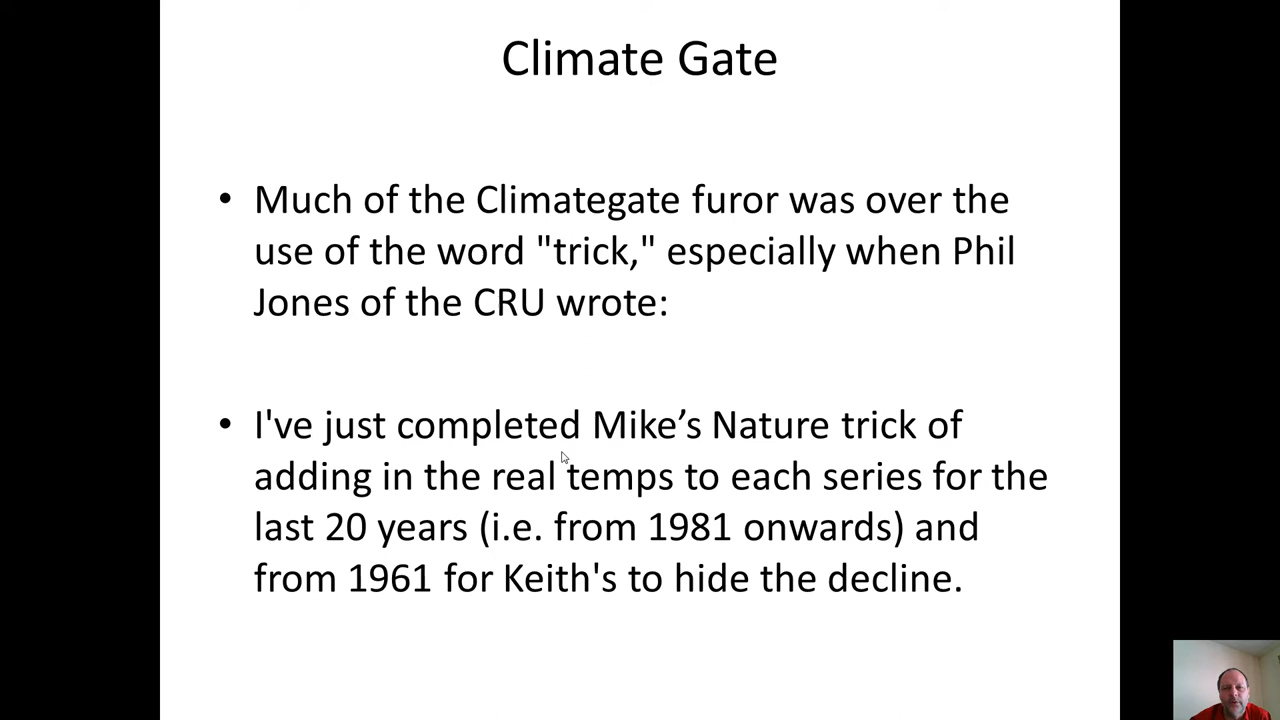 Climate Gate
• Much of the Climategate furor was over the
use of the word "trick," especially when Phil
Jones of the CRU wrote:
• I've just completed Mike’s Nature trick of
adding in the real temps to each series for the
last 20 years (i.e. from 1981 onwards) and
from 1961 for Keith's to hide the decline.